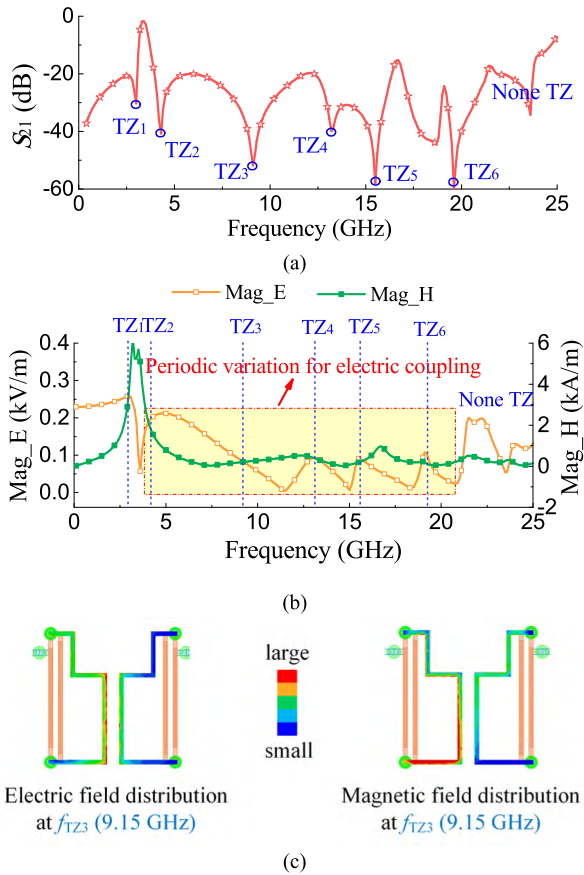 0
-20
-40
-60
S21 (dB)
TZ1
TZ2
TZ3
TZ4
TZ5
TZ6
None TZ
0 5 10 15 20 25
Frequency (GHz)
(a)
Mag_E Mag_H
0.4
0.3
0.2
0.1
0.0
Mag_E (kV/m)
TZ1 TZ2 TZ3 TZ4 TZ5 TZ6
Periodic variation for electric coupling
None TZ
6
4
2
0
-2
Mag_H (kA/m)
0 5 10 15 20 25
Frequency (GHz)
(b)
large
small
Electric field distribution
at fTZ3 (9.15 GHz)
Magnetic field distribution
at fTZ3 (9.15 GHz)
(c)